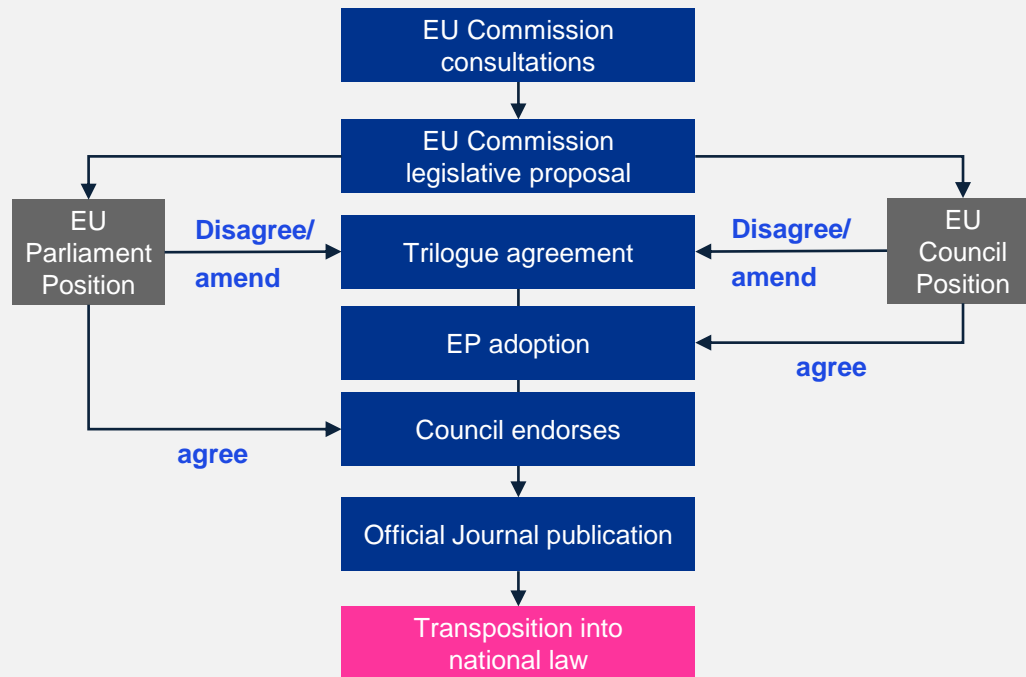 EU Commission
consultations
EU Commission
legislative proposal
EU
Parliament
Position
Disagree/
amend
Trilogue agreement
Disagree/
amend
EU
Council
Position
EP adoption
agree
Council endorses
agree
Official Journal publication
Transposition into
national law